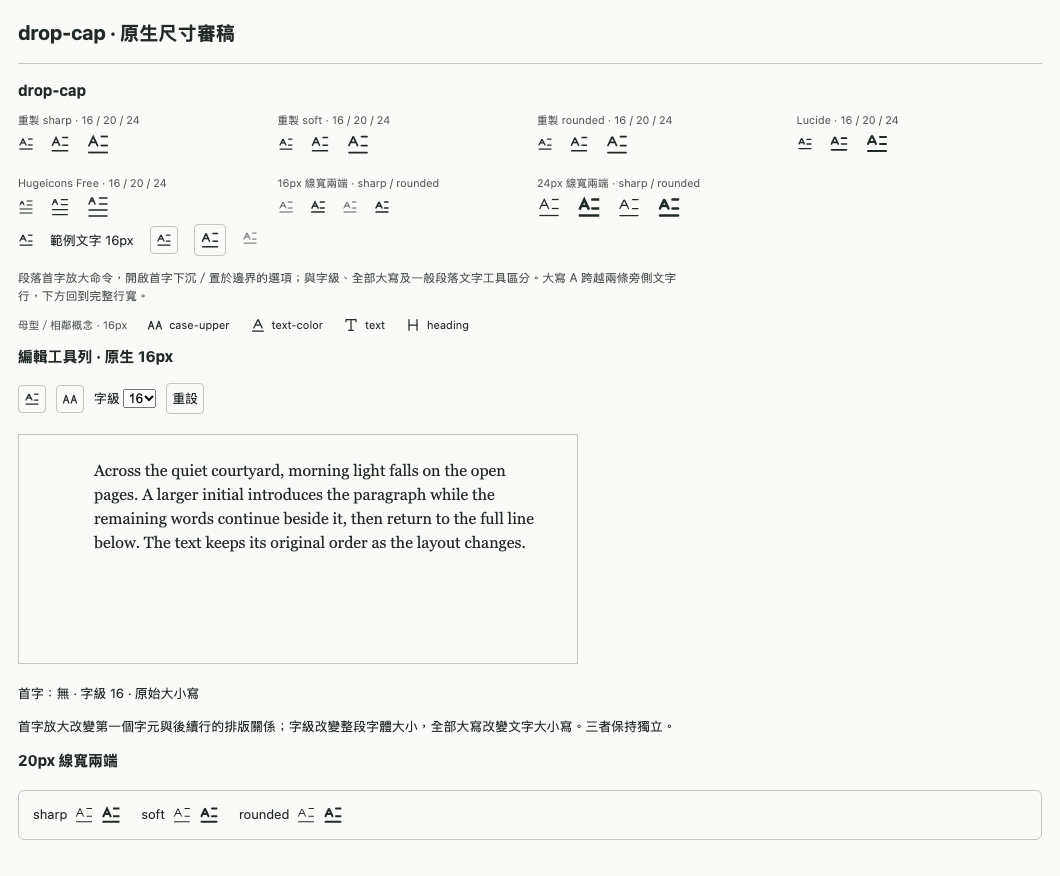 drop-cap · 原生尺寸審稿
drop-cap
重製 sharp · 16 / 20 / 24
重製 soft · 16 / 20 / 24
重製 rounded · 16 / 20 / 24
Lucide · 16 / 20 / 24
Hugeicons Free · 16 / 20 / 24
16px 線寬兩端 · sharp / rounded
24px 線寬兩端 · sharp / rounded
範例文字 16px
段落首字放大命令，開啟首字下沉 / 置於邊界的選項；與字級、全部大寫及一般段落文字工具區分。大寫 A 跨越兩條旁側文字
行，下方回到完整行寬。
母型 / 相鄰概念 · 16px AA case-upper A text-color T text H heading
編輯工具列 · 原生 16px
AA 字級 16 重設
Across the quiet courtyard, morning light falls on the open
pages. A larger initial introduces the paragraph while the
remaining words continue beside it, then return to the full line
below. The text keeps its original order as the layout changes.
首字：無 · 字級 16 · 原始大小寫
首字放大改變第一個字元與後續行的排版關係；字級改變整段字體大小，全部大寫改變文字大小寫。三者保持獨立。
20px 線寬兩端
sharp soft rounded